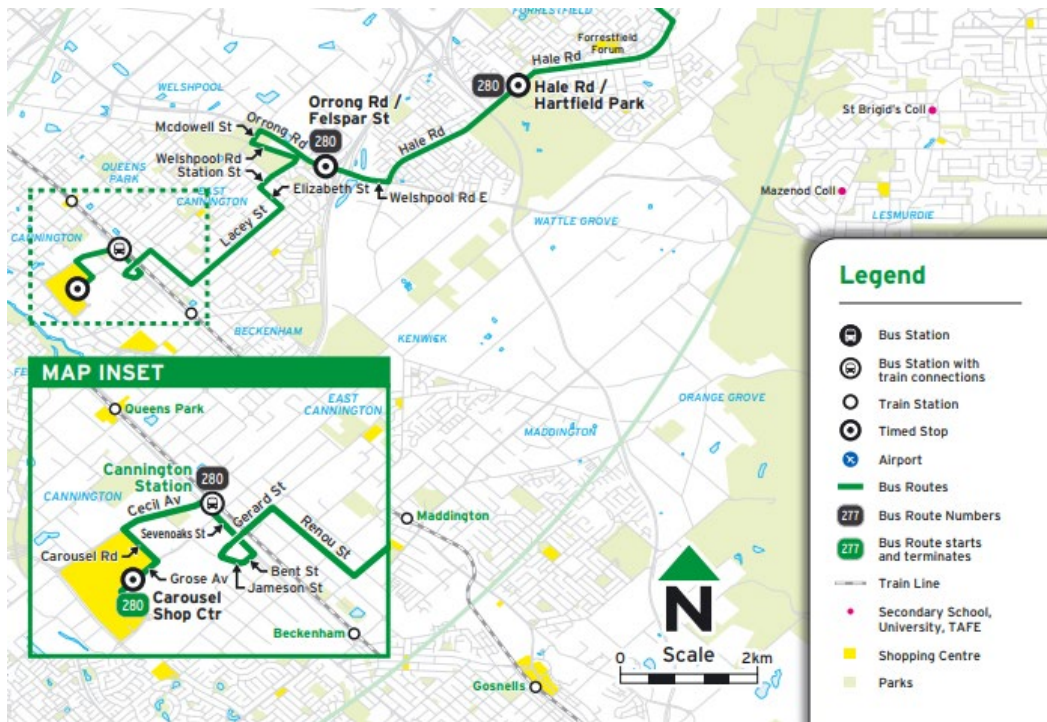 FORRESTFIELD
Forrestfield
Forum
Hale Rd
280
Hale Rd /
Hartfield Park
WELSHPOOL
Orrong Rd /
Felspar St
280
Mcdowell St
Orrong Rd
Hale Rd
St Brigid's Coll
QUEENS
PARK
Welshpool Rd
Station St
EAST
CANNINGTON
Elizabeth St
Welshpool Rd E
Mazenod Coll
LESMURDIE
Lacey St
WATTLE GROVE
CANNINGTON
BECKENHAM
KENWICK
MAP INSET
Queens Park
EAST
CANNINGTON
ORANGE GROVE
MADDINGTON
Cannington
Station
280
CANNINGTON
Cecil Av
Sevenoaks St
Gerard St
Renou St
Maddington
Carousel Rd
Grose Av
Bent St
Jameson St
280
Carousel
Shop Ctr
Beckenham
Gosnells
N
0 Scale 2km
Legend
Bus Station
Bus Station with
train connections
Train Station
Timed Stop
Airport
Bus Routes
277
Bus Route Numbers
277
Bus Route starts
and terminates
Train Line
Secondary School,
University, TAFE
Shopping Centre
Parks